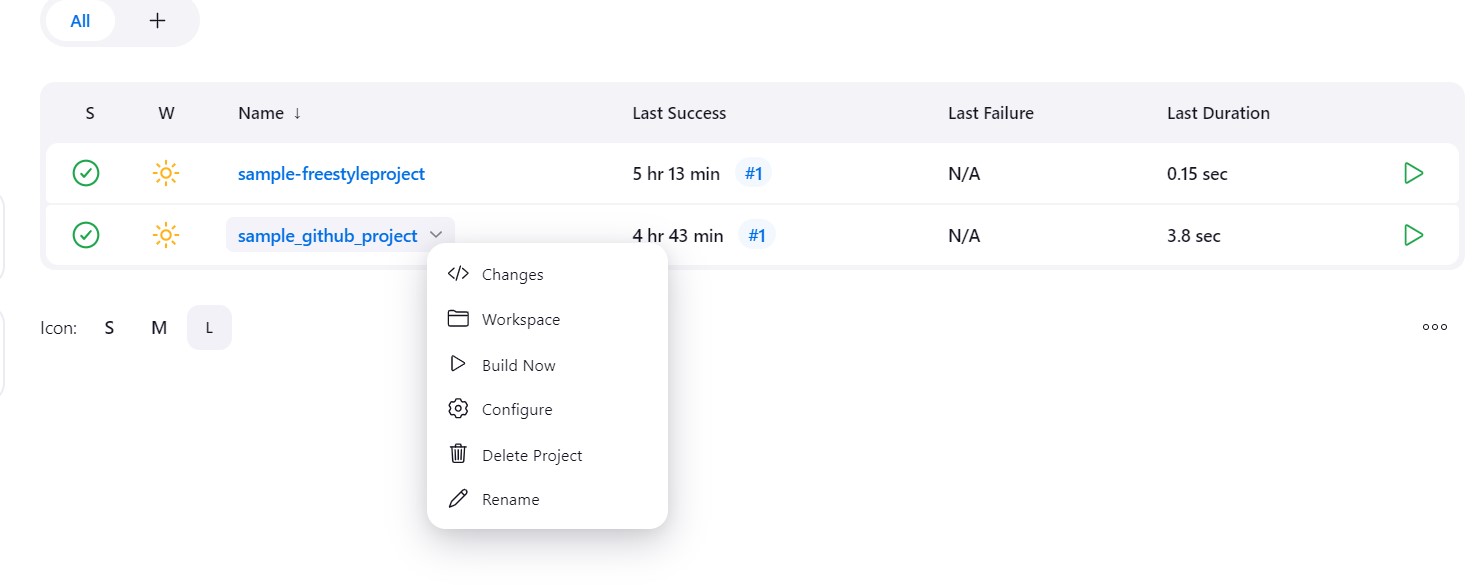 All +
S W Name ↓ Last Success Last Failure Last Duration
sample-freestyleproject 5 hr 13 min #1 N/A 0.15 sec
sample_github_project 4 hr 43 min #1 N/A 3.8 sec
Changes
Workspace
Build Now
Configure
Delete Project
Rename
Icon: S M L